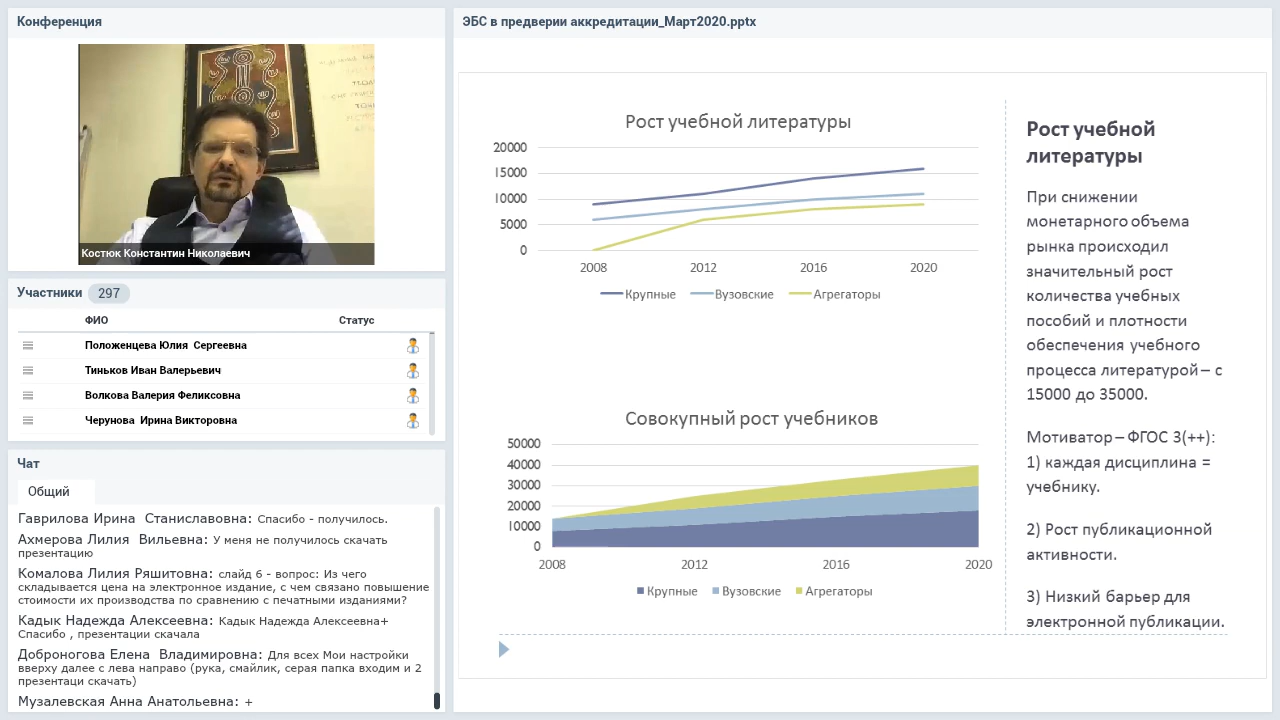 Конференция
Костюк Константин Николаевич
Участники 297
ФИО Статус
Положенцева Юлия Сергеевна
Тиньков Иван Валерьевич
Волкова Валерия Феликсовна
Черунова Ирина Викторовна
Чат
Общий
Гаврилова Ирина Станиславовна: Спасибо - получилось.
Ахмерова Лилия Вильевна: У меня не получилось скачать
презентацию
Комалова Лилия Ряшитовна: слайд 6 - вопрос: Из чего
складывается цена на электронное издание, с чем связано повышение
стоимости их производства по сравнению с печатными изданиями?
Кадык Надежда Алексеевна: Кадык Надежда Алексеевна+
Спасибо , презентации скачала
Доброногова Елена Владимировна: Для всех Мои настройки
вверху далее с лева направо (рука, смайлик, серая папка входим и 2
презентаци скачать)
Музалевская Анна Анатольевна: +
ЭБС в предверии аккредитации_Март2020.pptx
Рост учебной литературы
20000
15000
10000
5000
0
2008 2012 2016 2020
Крупные Вузовские Агрегаторы
Совокупный рост учебников
50000
40000
30000
20000
10000
0
2008 2012 2016 2020
Крупные Вузовские Агрегаторы
Рост учебной
литературы
При снижении
монетарного объема
рынка происходил
значительный рост
количества учебных
пособий и плотности
обеспечения учебного
процесса литературой – с
15000 до 35000.
Мотиватор – ФГОС 3(++):
1) каждая дисциплина =
учебнику.
2) Рост публикационной
активности.
3) Низкий барьер для
электронной публикации.